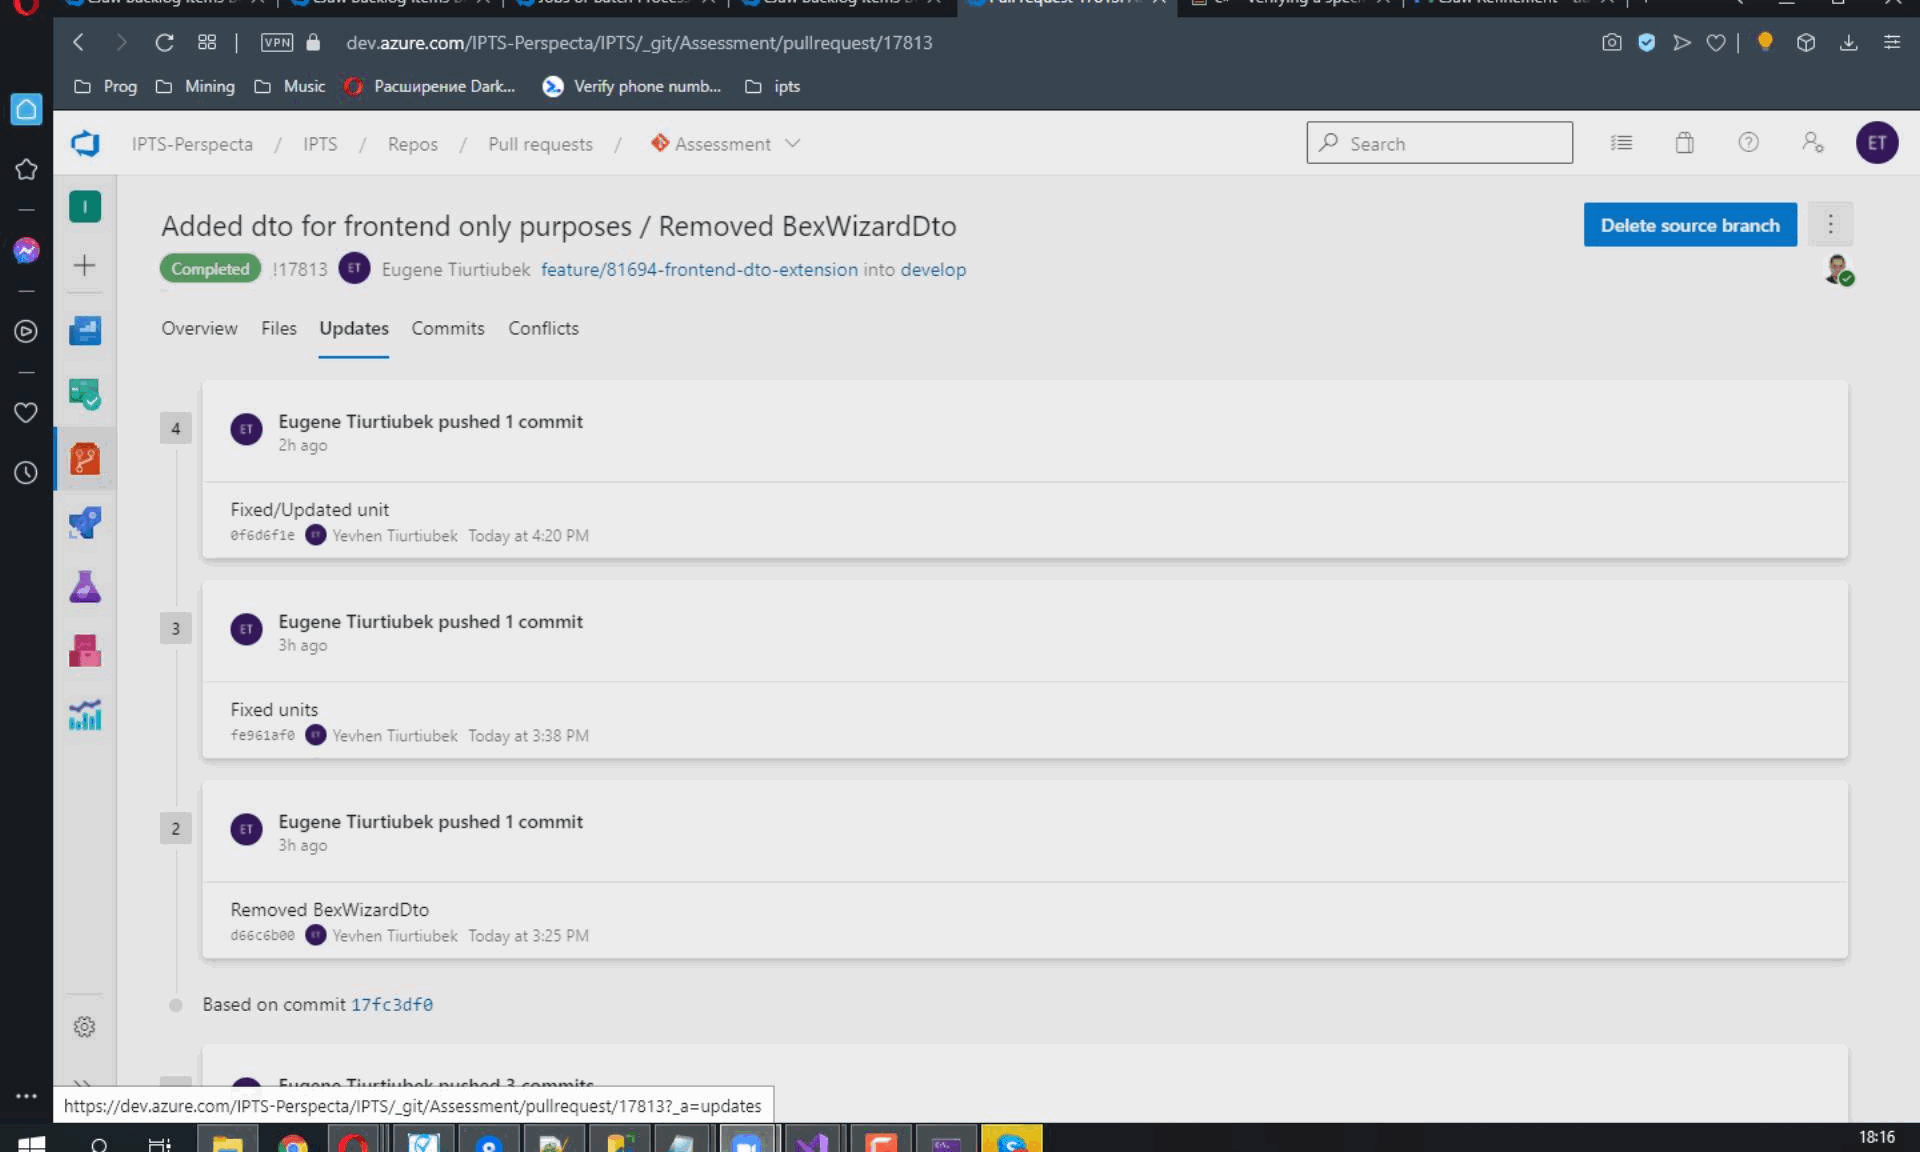 VPN
dev.azure.com/IPTS-Perspecta/IPTS/_git/Assessment/pullrequest/17813
Prog
Mining
Music
Расширение Dark...
Verify phone numb...
ipts
IPTS-Perspecta / IPTS / Repos / Pull requests / Assessment
Search
ET
I
Added dto for frontend only purposes / Removed BexWizardDto
Delete source branch
Completed !17813 ET Eugene Tiurtiubek feature/81694-frontend-dto-extension into develop
Overview Files Updates Commits Conflicts
4
ET
Eugene Tiurtiubek pushed 1 commit
2h ago
Fixed/Updated unit
0f6d6f1e ET Yevhen Tiurtiubek Today at 4:20 PM
3
ET
Eugene Tiurtiubek pushed 1 commit
3h ago
Fixed units
fe961af0 ET Yevhen Tiurtiubek Today at 3:38 PM
2
ET
Eugene Tiurtiubek pushed 1 commit
3h ago
Removed BexWizardDto
d66c6b00 ET Yevhen Tiurtiubek Today at 3:25 PM
Based on commit 17fc3df0
Eugene Tiurtiubek pushed 3 commits
https://dev.azure.com/IPTS-Perspecta/IPTS/_git/Assessment/pullrequest/17813?_a=updates
18:16